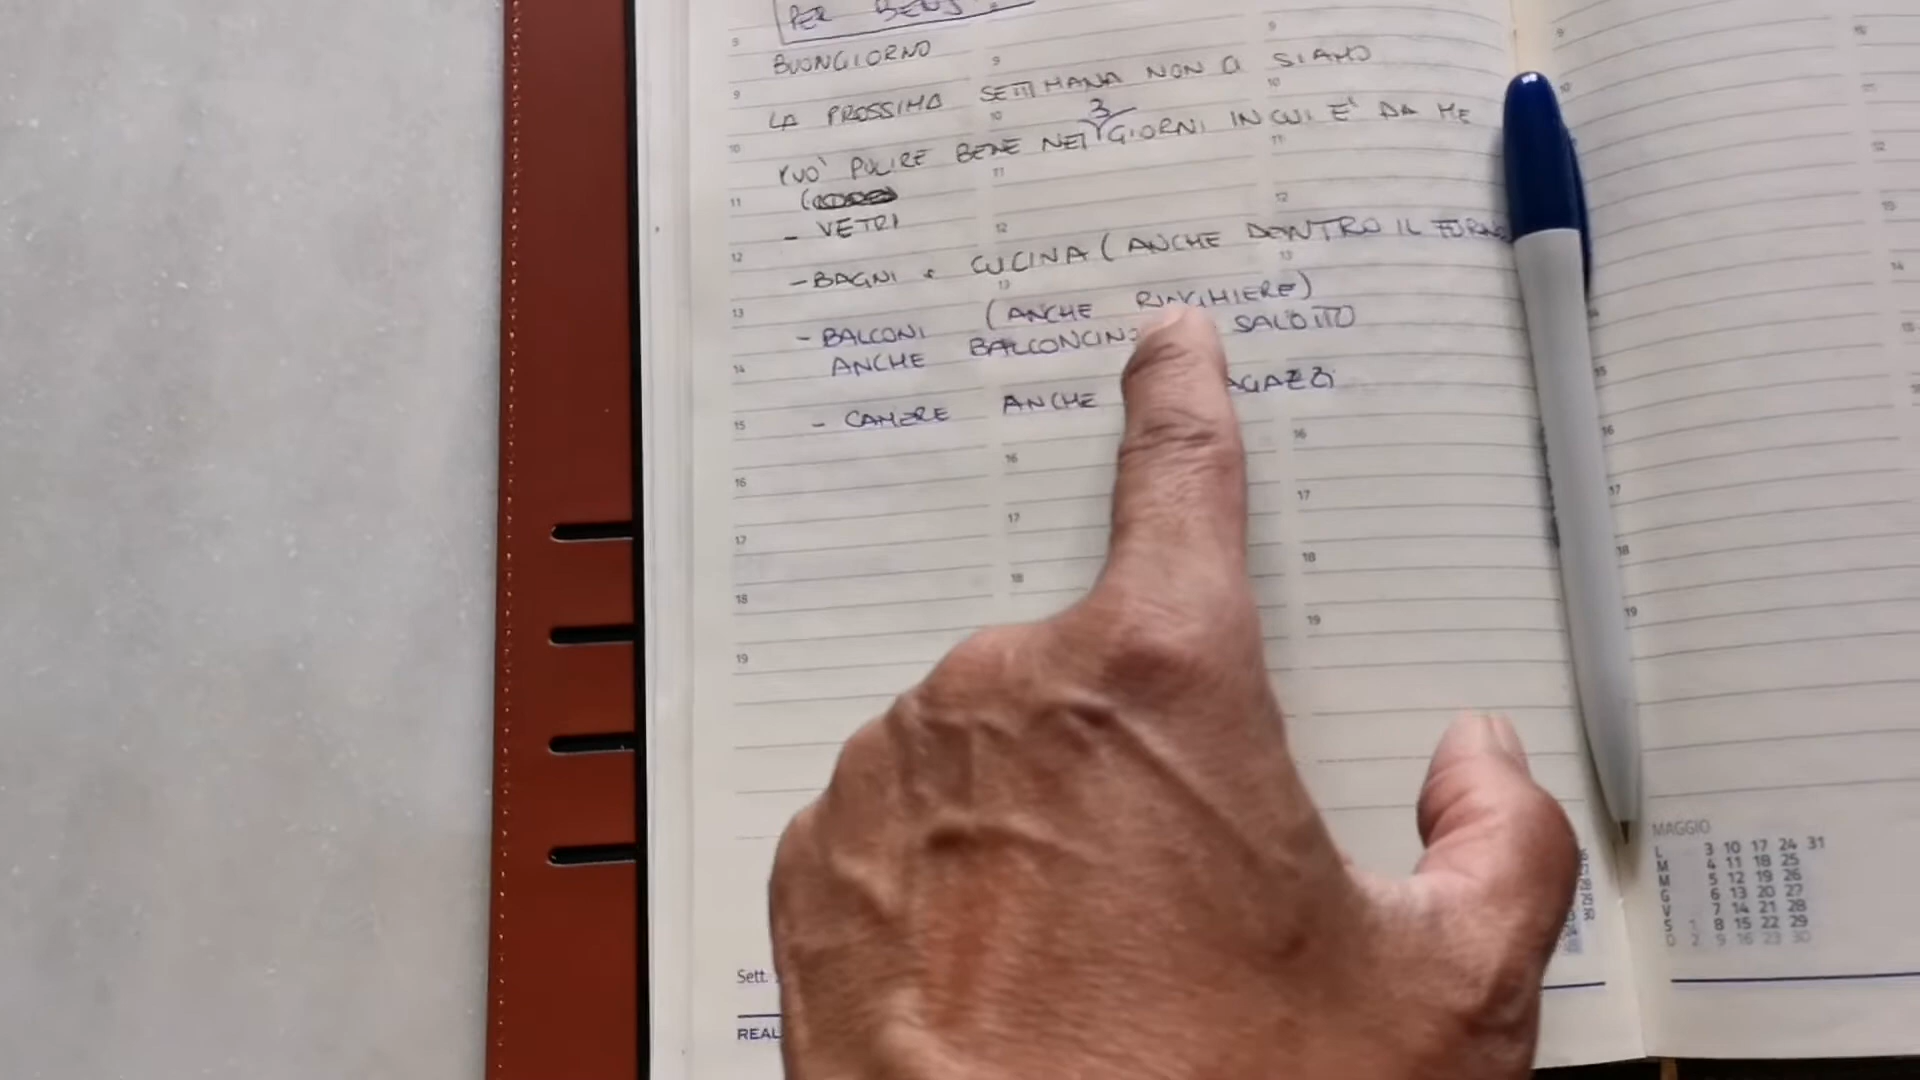 PER BENJ.
BUONGIORNO
LA PROSSIMA SETTIMANA NON CI SIAMO
PUO' PULIRE BENE NEI 3 GIORNI IN CUI E' DA ME
- VETRI
- BAGNI e CUCINA (ANCHE DENTRO IL FORNO
- BALCONI (ANCHE RINGHIERE)
ANCHE BALCONCINO SALOTTO
- CAMERE ANCHE
MAGGIO
L 3 10 17 24 31
M 4 11 18 25
M 5 12 19 26
G 6 13 20 27
V 7 14 21 28
S 1 8 15 22 29
D 2 9 16 23 30
Sett.